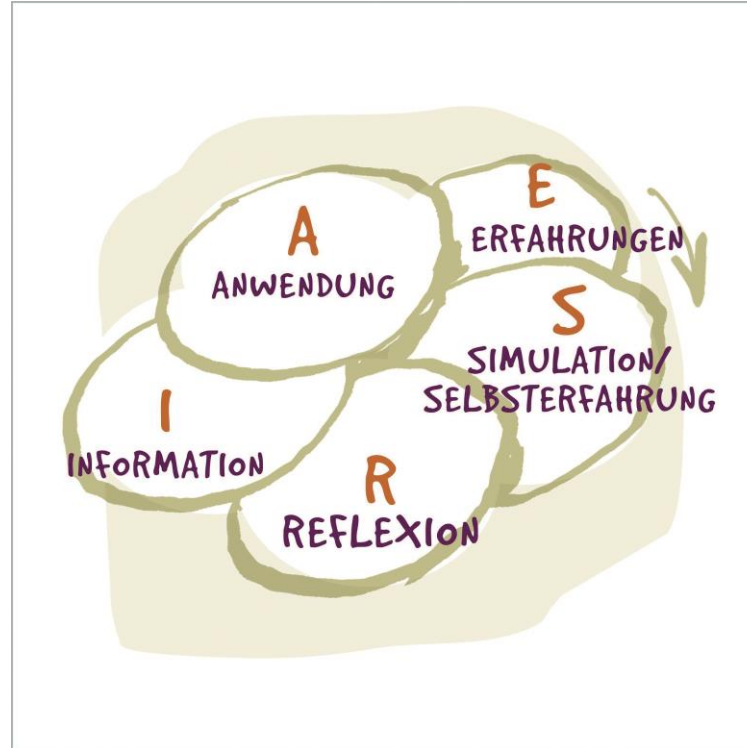 E
ERFAHRUNGEN
S
SIMULATION/
SELBSTERFAHRUNG
R
REFLEXION
I
INFORMATION
A
ANWENDUNG